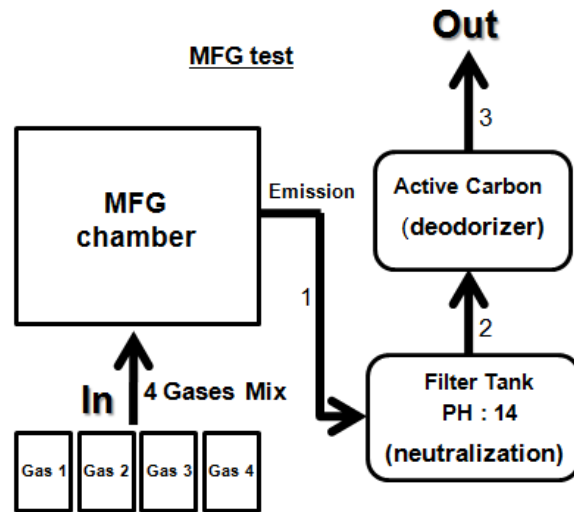 MFG test
Out
3
MFG
chamber
Emission
Active Carbon
(deodorizer)
1
2
In
4 Gases Mix
Filter Tank
PH : 14
(neutralization)
Gas 1
Gas 2
Gas 3
Gas 4